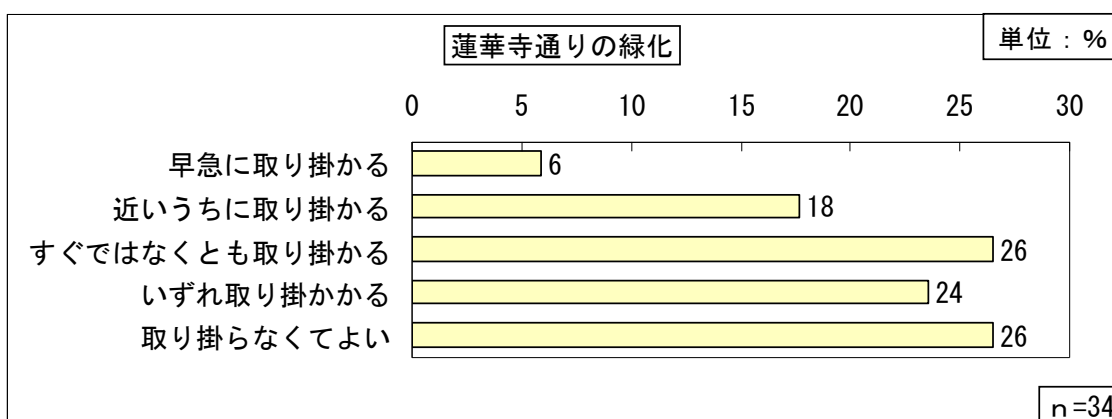 蓮華寺通りの緑化
単位：%
0 5 10 15 20 25 30
早急に取り掛かる 6
近いうちに取り掛かる 18
すぐではなくとも取り掛かる 26
いずれ取り掛かかる 24
取り掛らなくてよい 26
n=34